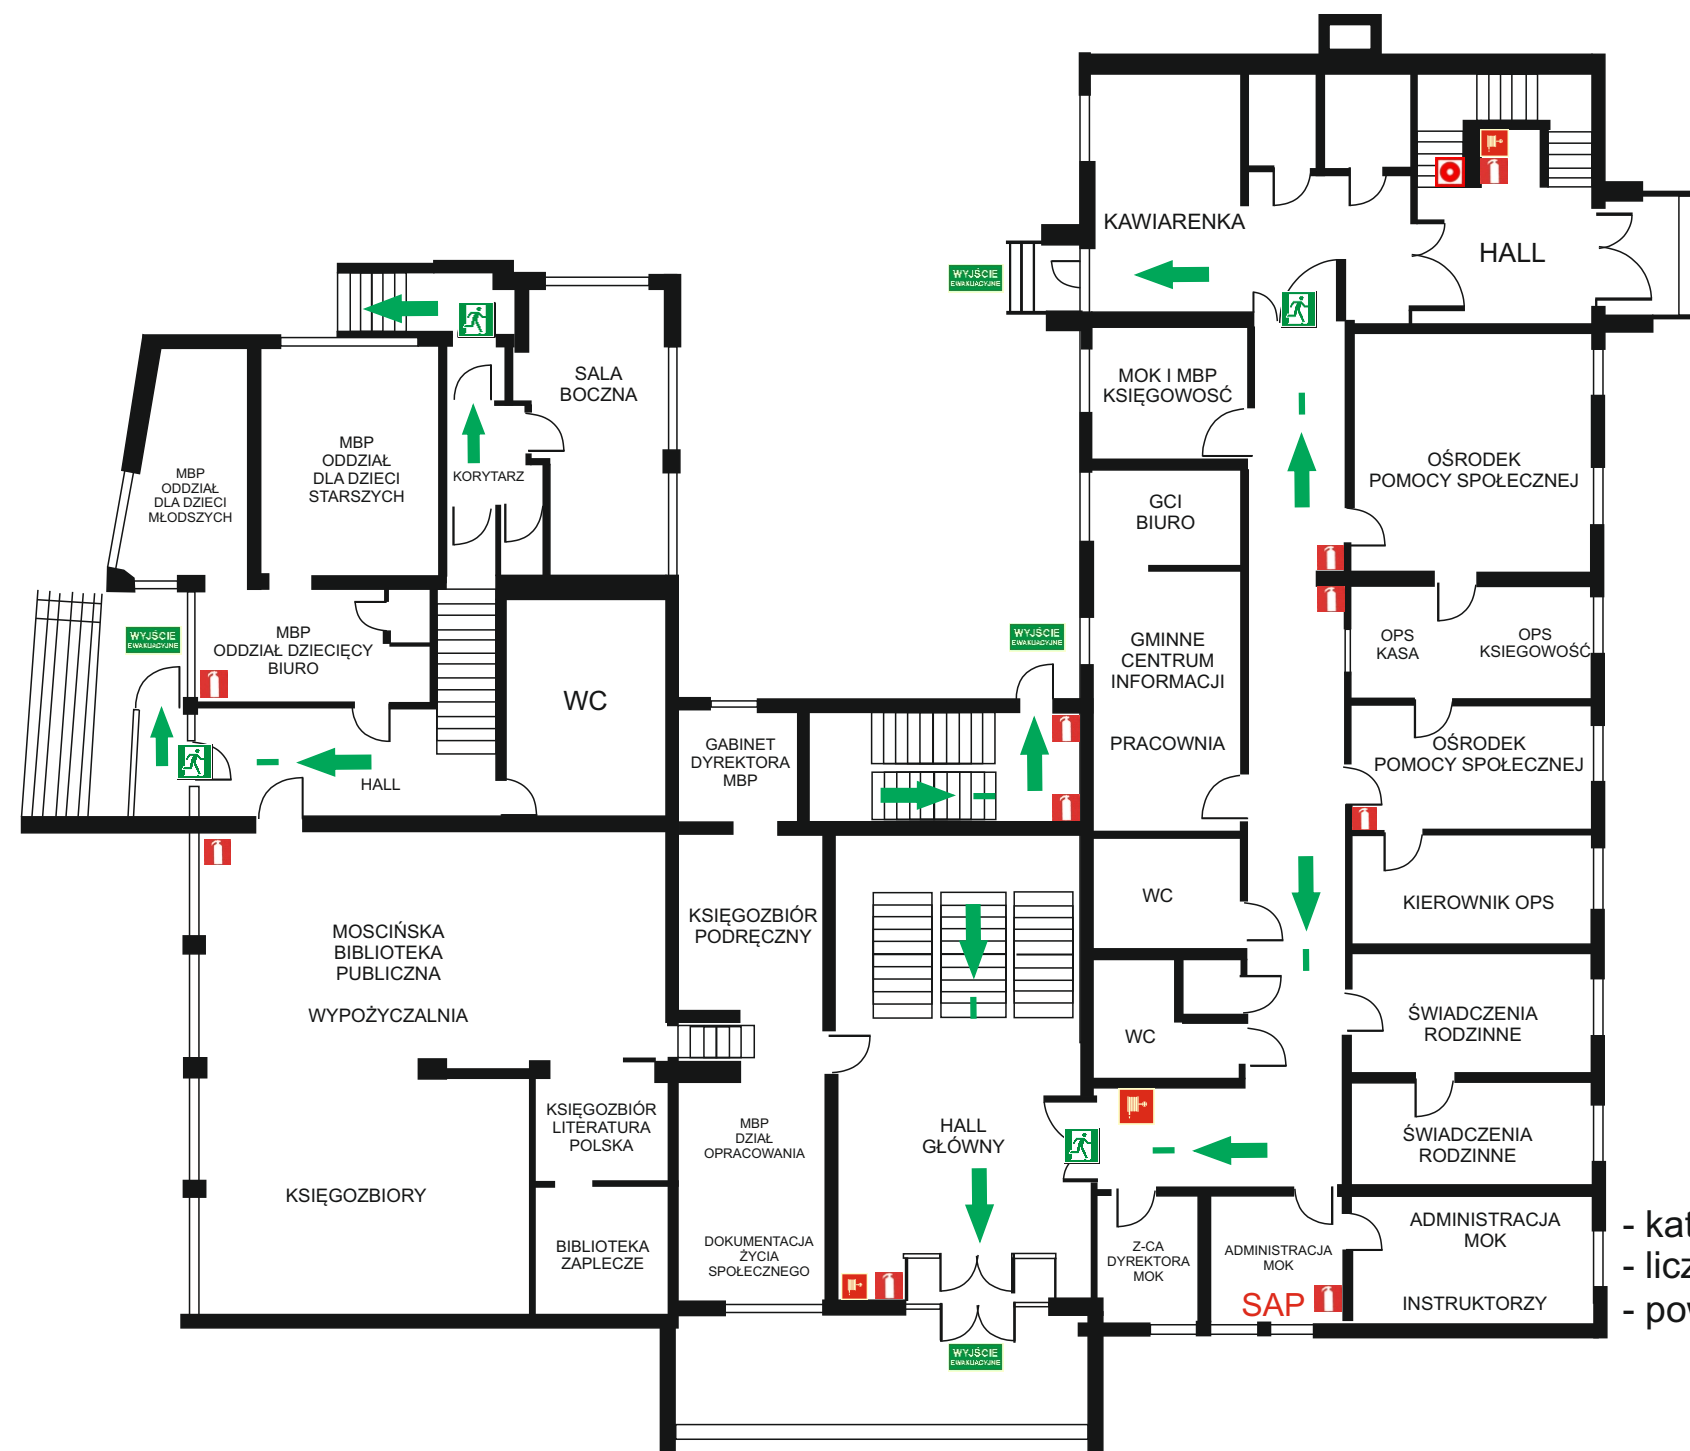 KAWIARENKA
HALL
WYJŚCIE
EWAKUACYJNE
MOK I MBP
KSIĘGOWOŚĆ
SALA
BOCZNA
MBP
ODDZIAŁ
DLA DZIECI
STARSZYCH
MBP
ODDZIAŁ
DLA DZIECI
MŁODSZYCH
KORYTARZ
OŚRODEK
POMOCY SPOŁECZNEJ
GCI
BIURO
WYJŚCIE
EWAKUACYJNE
MBP
ODDZIAŁ DZIECIĘCY
BIURO
WYJŚCIE
EWAKUACYJNE
GMINNE
CENTRUM
INFORMACJI
PRACOWNIA
OPS
KASA
OPS
KSIEGOWOŚĆ
WC
GABINET
DYREKTORA
MBP
HALL
OŚRODEK
POMOCY SPOŁECZNEJ
WC
KIEROWNIK OPS
KSIĘGOZBIÓR
PODRĘCZNY
MOSCIŃSKA
BIBLIOTEKA
PUBLICZNA
WYPOŻYCZALNIA
WC
ŚWIADCZENIA
RODZINNE
KSIĘGOZBIÓR
LITERATURA
POLSKA
MBP
DZIAŁ
OPRACOWANIA
HALL
GŁÓWNY
ŚWIADCZENIA
RODZINNE
KSIĘGOZBIORY
BIBLIOTEKA
ZAPLECZE
DOKUMENTACJA
ŻYCIA
SPOŁECZNEGO
Z-CA
DYREKTORA
MOK
ADMINISTRACJA
MOK
SAP
ADMINISTRACJA
MOK
INSTRUKTORZY
WYJŚCIE
EWAKUACYJNE
- kat
- licz
- pow